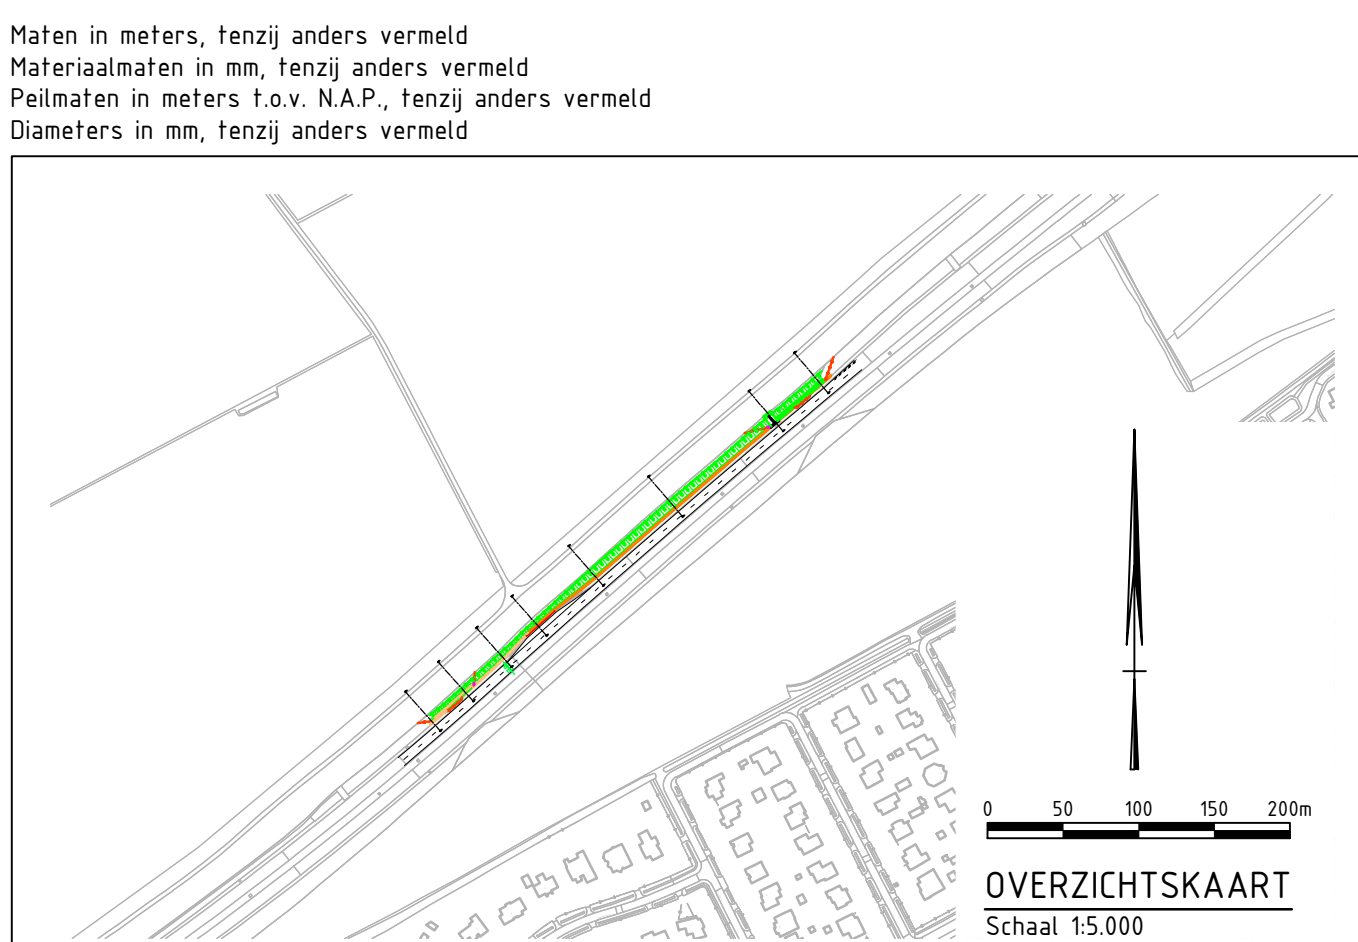 Maten in meters, tenzij anders vermeld
Materiaalmaten in mm, tenzij anders vermeld
Peilmaten in meters t.o.v. N.A.P., tenzij anders vermeld
Diameters in mm, tenzij anders vermeld
0 50 100 150 200m
OVERZICHTSKAART
Schaal 1:5.000